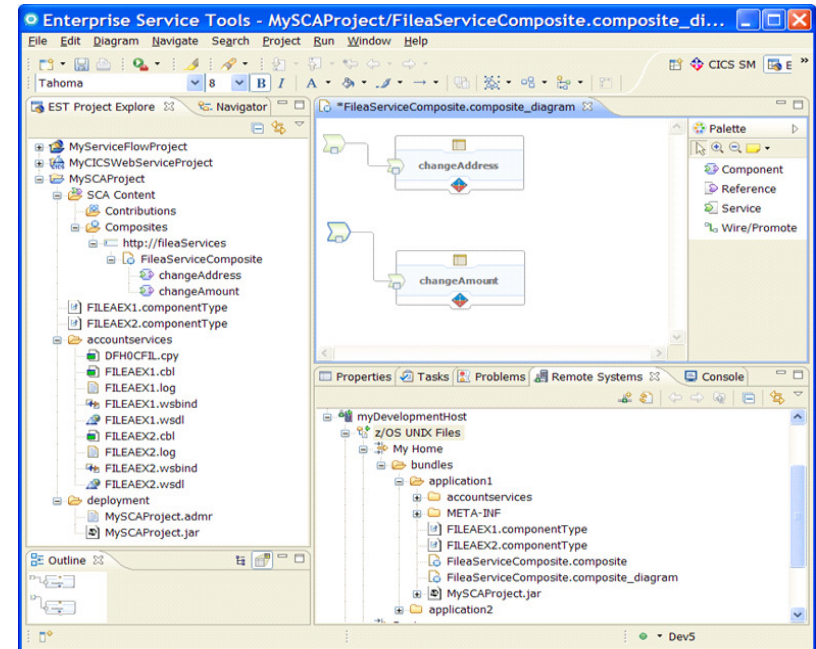 Enterprise Service Tools - MySCAProject/FileaServiceComposite.composite_di...
File Edit Diagram Navigate Search Project Run Window Help
CICS SM E »
Tahoma 8 B I A
EST Project Explore Navigator
MyServiceFlowProject
MyCICSWebServiceProject
MySCAProject
SCA Content
Contributions
Composites
http://fileaServices
FileaServiceComposite
changeAddress
changeAmount
FILEAEX1.componentType
FILEAEX2.componentType
accountservices
DFH0CFIL.cpy
FILEAEX1.cbl
FILEAEX1.log
FILEAEX1.wsbind
FILEAEX1.wsdl
FILEAEX2.cbl
FILEAEX2.log
FILEAEX2.wsbind
FILEAEX2.wsdl
deployment
MySCAProject.admr
MySCAProject.jar
Outline
*FileaServiceComposite.composite_diagram
changeAddress
changeAmount
Palette
Component
Reference
Service
Wire/Promote
Properties Tasks Problems Remote Systems Console
myDevelopmentHost
z/OS UNIX Files
My Home
bundles
application1
accountservices
META-INF
FILEAEX1.componentType
FILEAEX2.componentType
FileaServiceComposite.composite
FileaServiceComposite.composite_diagram
MySCAProject.jar
application2
Dev5